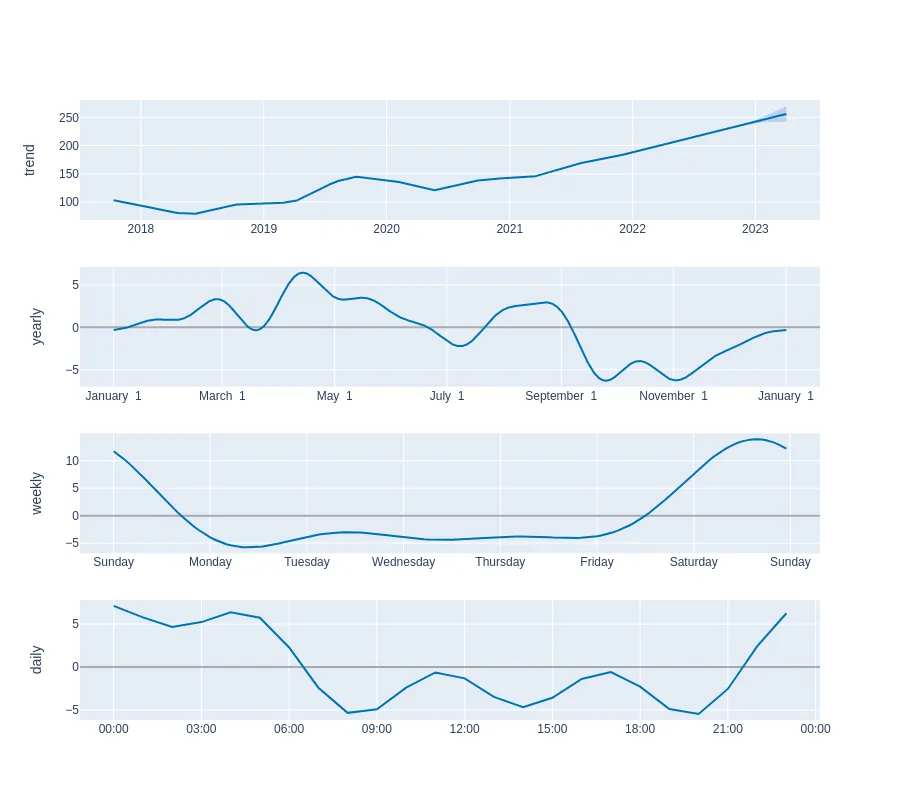 trend
250
200
150
100
2018 2019 2020 2021 2022 2023
yearly
5
0
−5
January 1 March 1 May 1 July 1 September 1 November 1 January 1
weekly
10
5
0
−5
Sunday Monday Tuesday Wednesday Thursday Friday Saturday Sunday
daily
5
0
−5
00:00 03:00 06:00 09:00 12:00 15:00 18:00 21:00 00:00